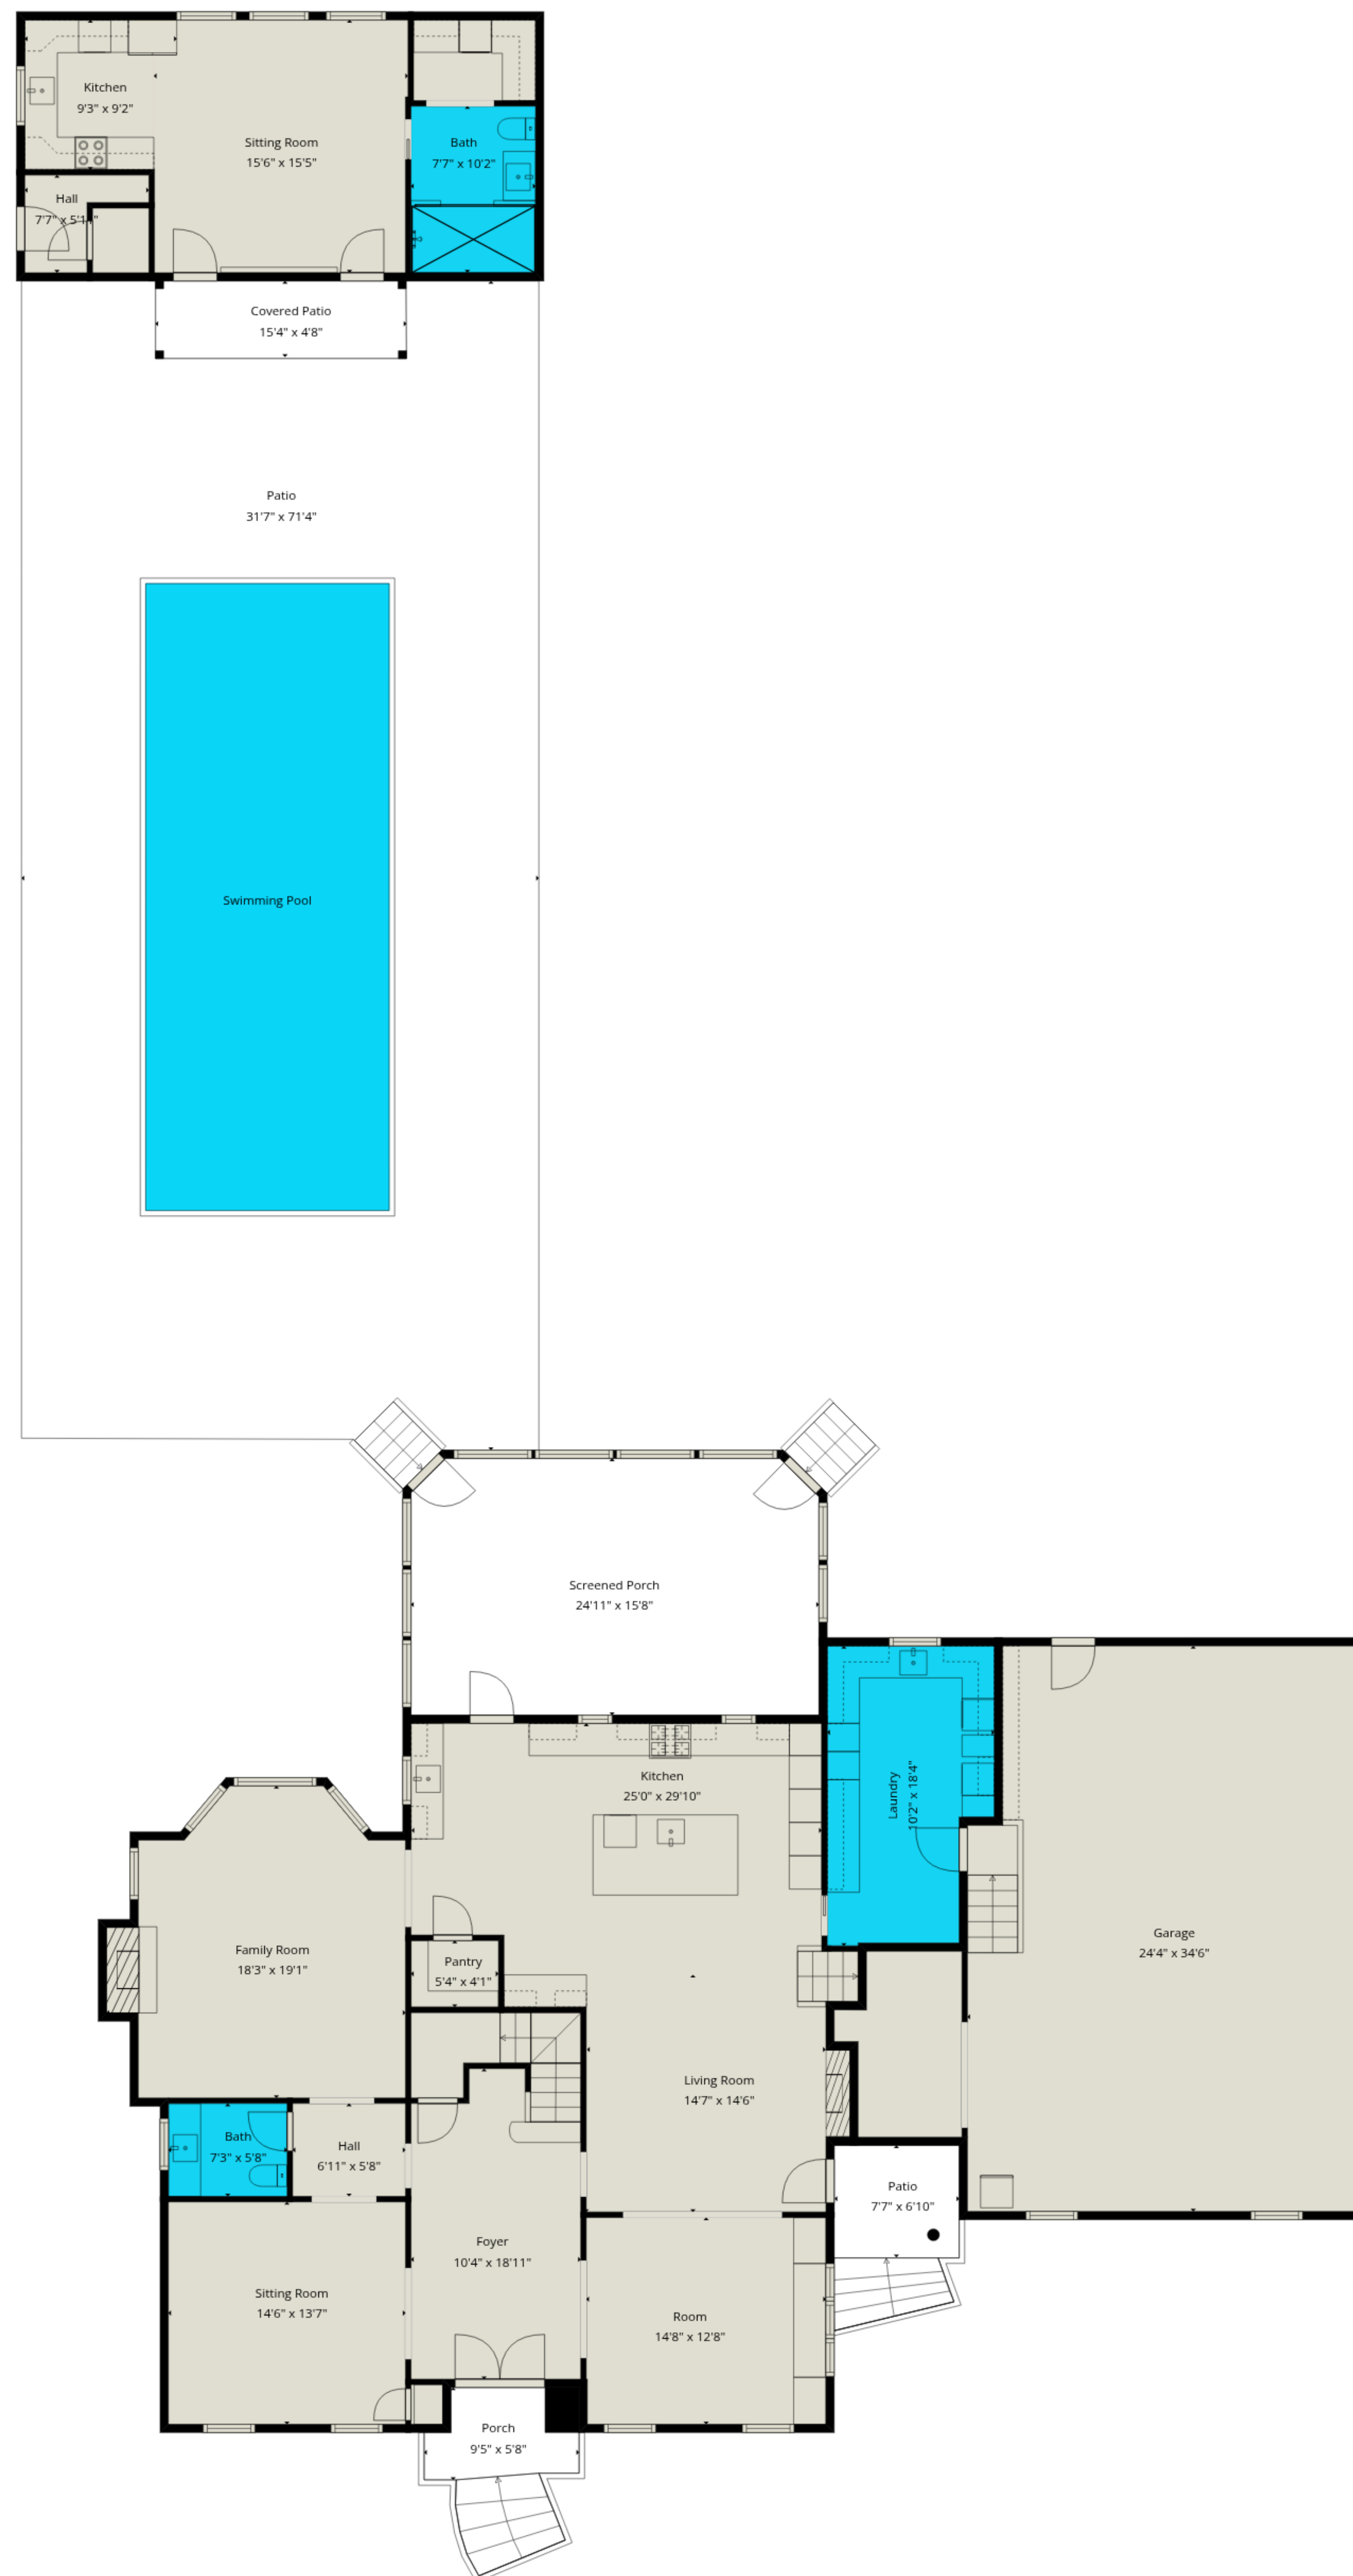 Kitchen
9'3" x 9'2"
Sitting Room
15'6" x 15'5"
Bath
7'7" x 10'2"
Hall
7'7" x 5'11"
Covered Patio
15'4" x 4'8"
Patio
31'7" x 71'4"
Swimming Pool
Screened Porch
24'11" x 15'8"
Kitchen
25'0" x 29'10"
Laundry
10'2" x 18'4"
Garage
24'4" x 34'6"
Family Room
18'3" x 19'1"
Pantry
5'4" x 4'1"
Living Room
14'7" x 14'6"
Bath
7'3" x 5'8"
Hall
6'11" x 5'8"
Patio
7'7" x 6'10"
Foyer
10'4" x 18'11"
Sitting Room
14'6" x 13'7"
Room
14'8" x 12'8"
Porch
9'5" x 5'8"